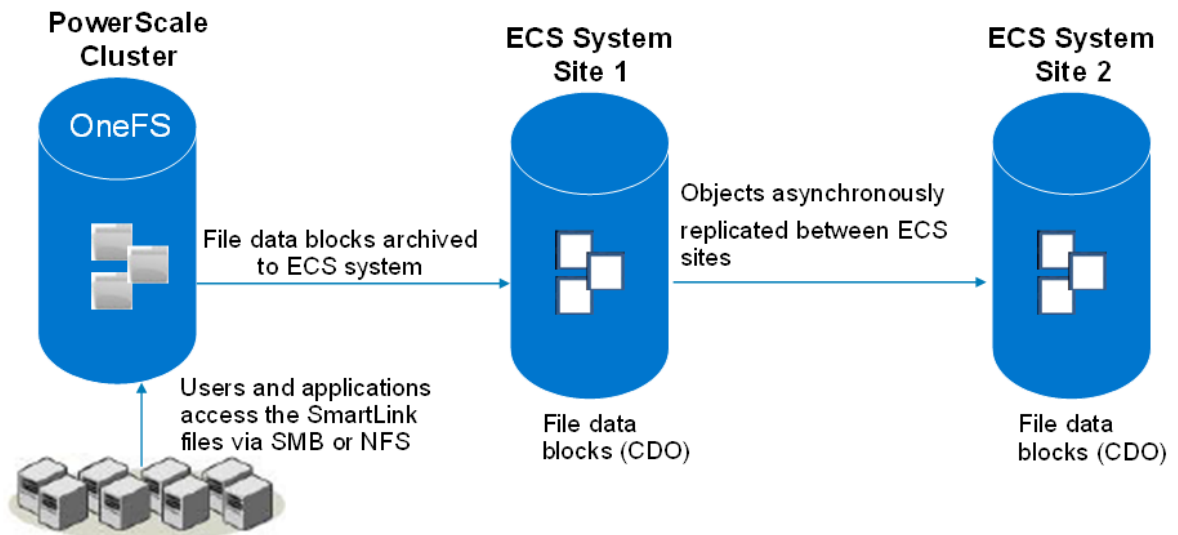 PowerScale
Cluster
ECS System
Site 1
ECS System
Site 2
OneFS
File data blocks archived
to ECS system
Objects asynchronously
replicated between ECS
sites
Users and applications
access the SmartLink
files via SMB or NFS
File data
blocks (CDO)
File data
blocks (CDO)